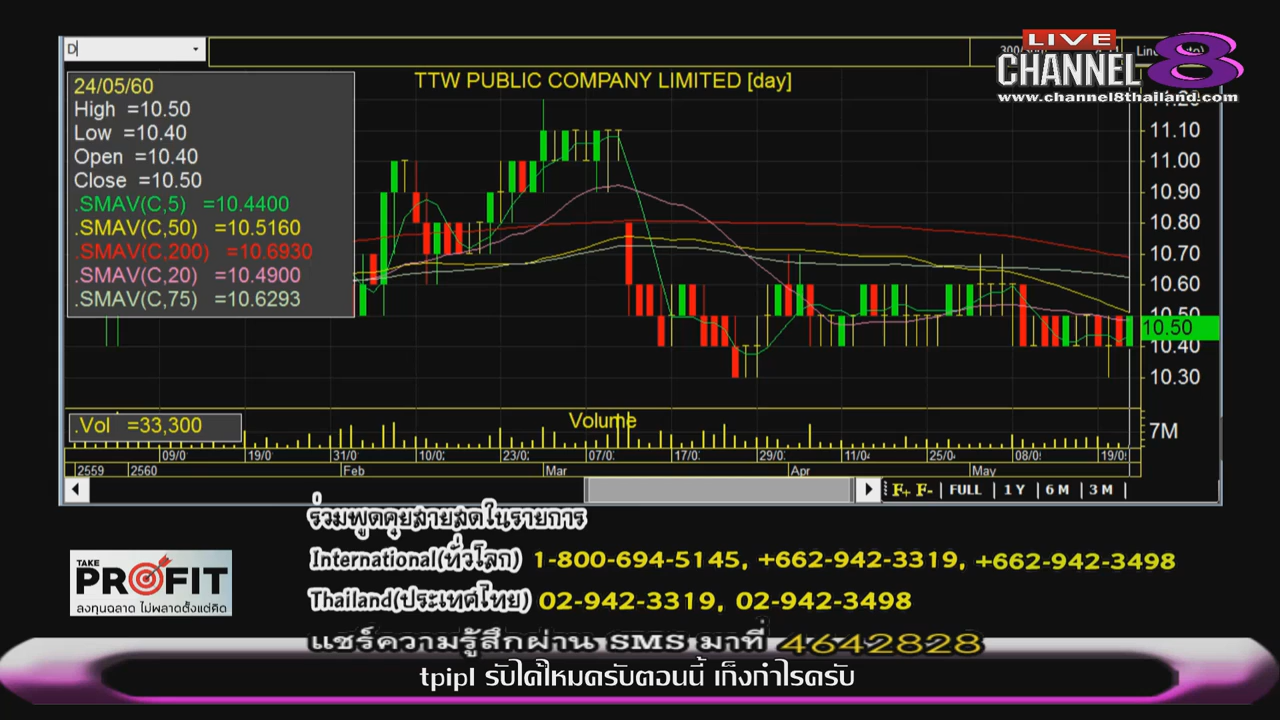 D
LIVE
CHANNEL 8
www.channel8thailand.com
TTW PUBLIC COMPANY LIMITED [day]
24/05/60
High =10.50
Low =10.40
Open =10.40
Close =10.50
.SMAV(C,5) =10.4400
.SMAV(C,50) =10.5160
.SMAV(C,200) =10.6930
.SMAV(C,20) =10.4900
.SMAV(C,75) =10.6293
11.10
11.00
10.90
10.80
10.70
10.60
10.50
10.50
10.40
10.30
.Vol =33,300
Volume
7M
09/0 19/0 31/0 10/0 23/0 07/0 17/0 29/0 11/0 25/0 08/0 19/0
2559 2560 Feb Mar Apr May
F+ F- FULL 1 Y 6 M 3 M
ร่วมพูดคุยสายสดในรายการ
International(ทั่วโลก) 1-800-694-5145, +662-942-3319, +662-942-3498
Thailand(ประเทศไทย) 02-942-3319, 02-942-3498
TAKE
PROFIT
ลงทุนฉลาด ไม่พลาดตั้งแต่คิด
แชร์ความรู้สึกผ่าน SMS มาที่ 4642828
tpipl รับได้ไหมครับตอนนี้ เก็งกำไรครับ